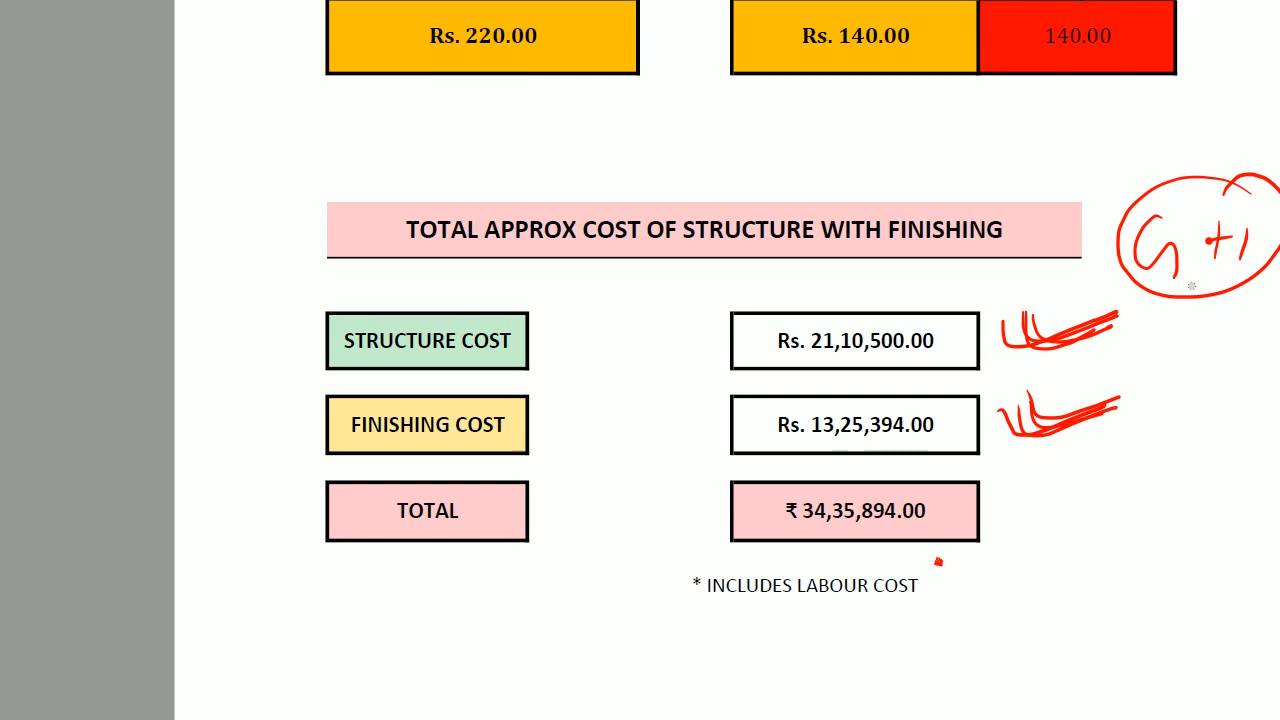 Rs. 220.00 Rs. 140.00 140.00
TOTAL APPROX COST OF STRUCTURE WITH FINISHING
G+1
STRUCTURE COST Rs. 21,10,500.00
FINISHING COST Rs. 13,25,394.00
TOTAL ₹ 34,35,894.00
* INCLUDES LABOUR COST